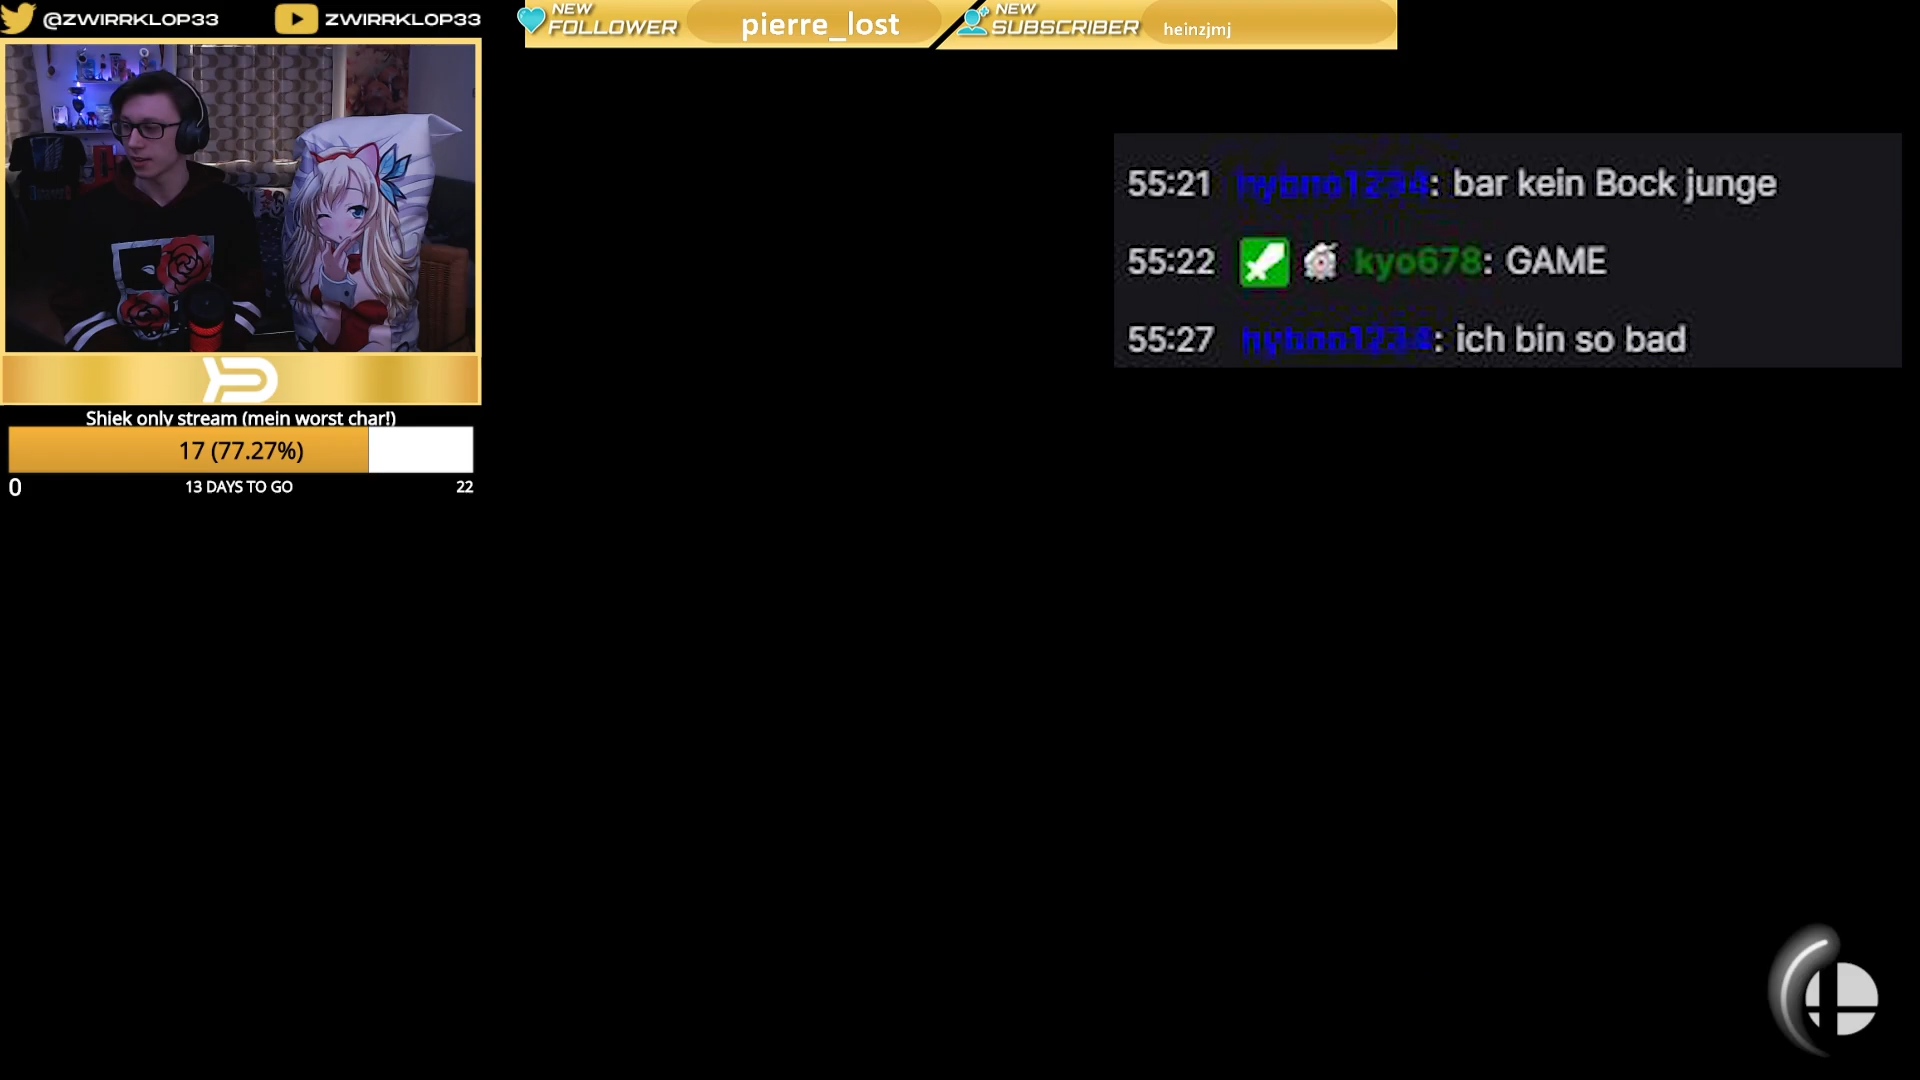 @ZWIRRKLOP33
ZWIRRKLOP33
NEW FOLLOWER
pierre_lost
NEW SUBSCRIBER
heinzjmj
55:21 hybno1234: bar kein Bock junge
55:22 kyo678: GAME
55:27 hybno1234: ich bin so bad
Shiek only stream (mein worst char!)
17 (77.27%)
0
13 DAYS TO GO
22